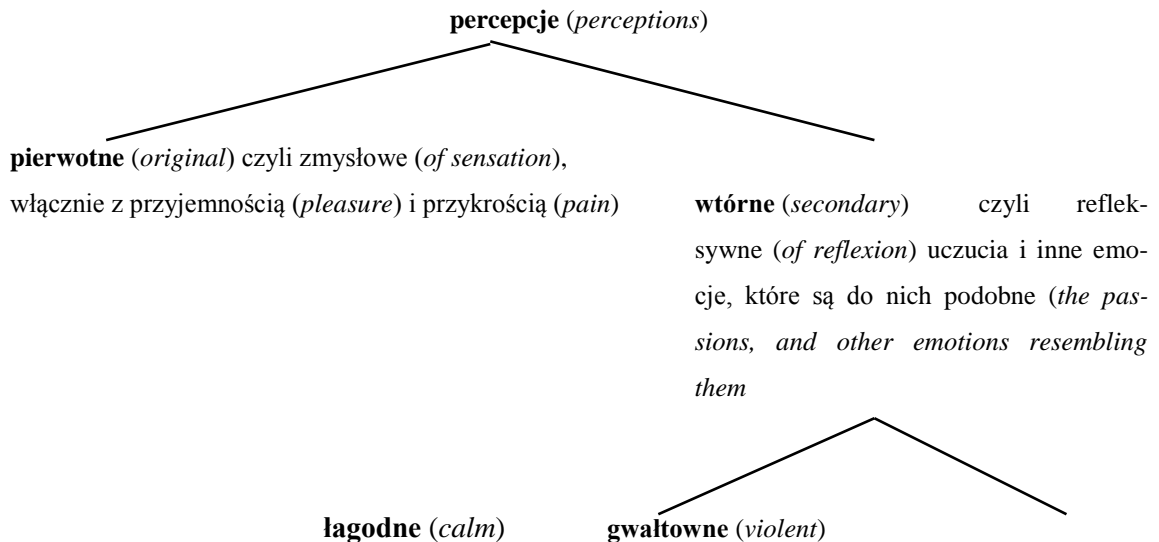 percepcje (perceptions)
pierwotne (original) czyli zmysłowe (of sensation),
włącznie z przyjemnością (pleasure) i przykrością (pain)
wtórne (secondary) czyli reflek-
sywne (of reflexion) uczucia i inne emo-
cje, które są do nich podobne (the pas-
sions, and other emotions resembling
them
łagodne (calm) gwałtowne (violent)